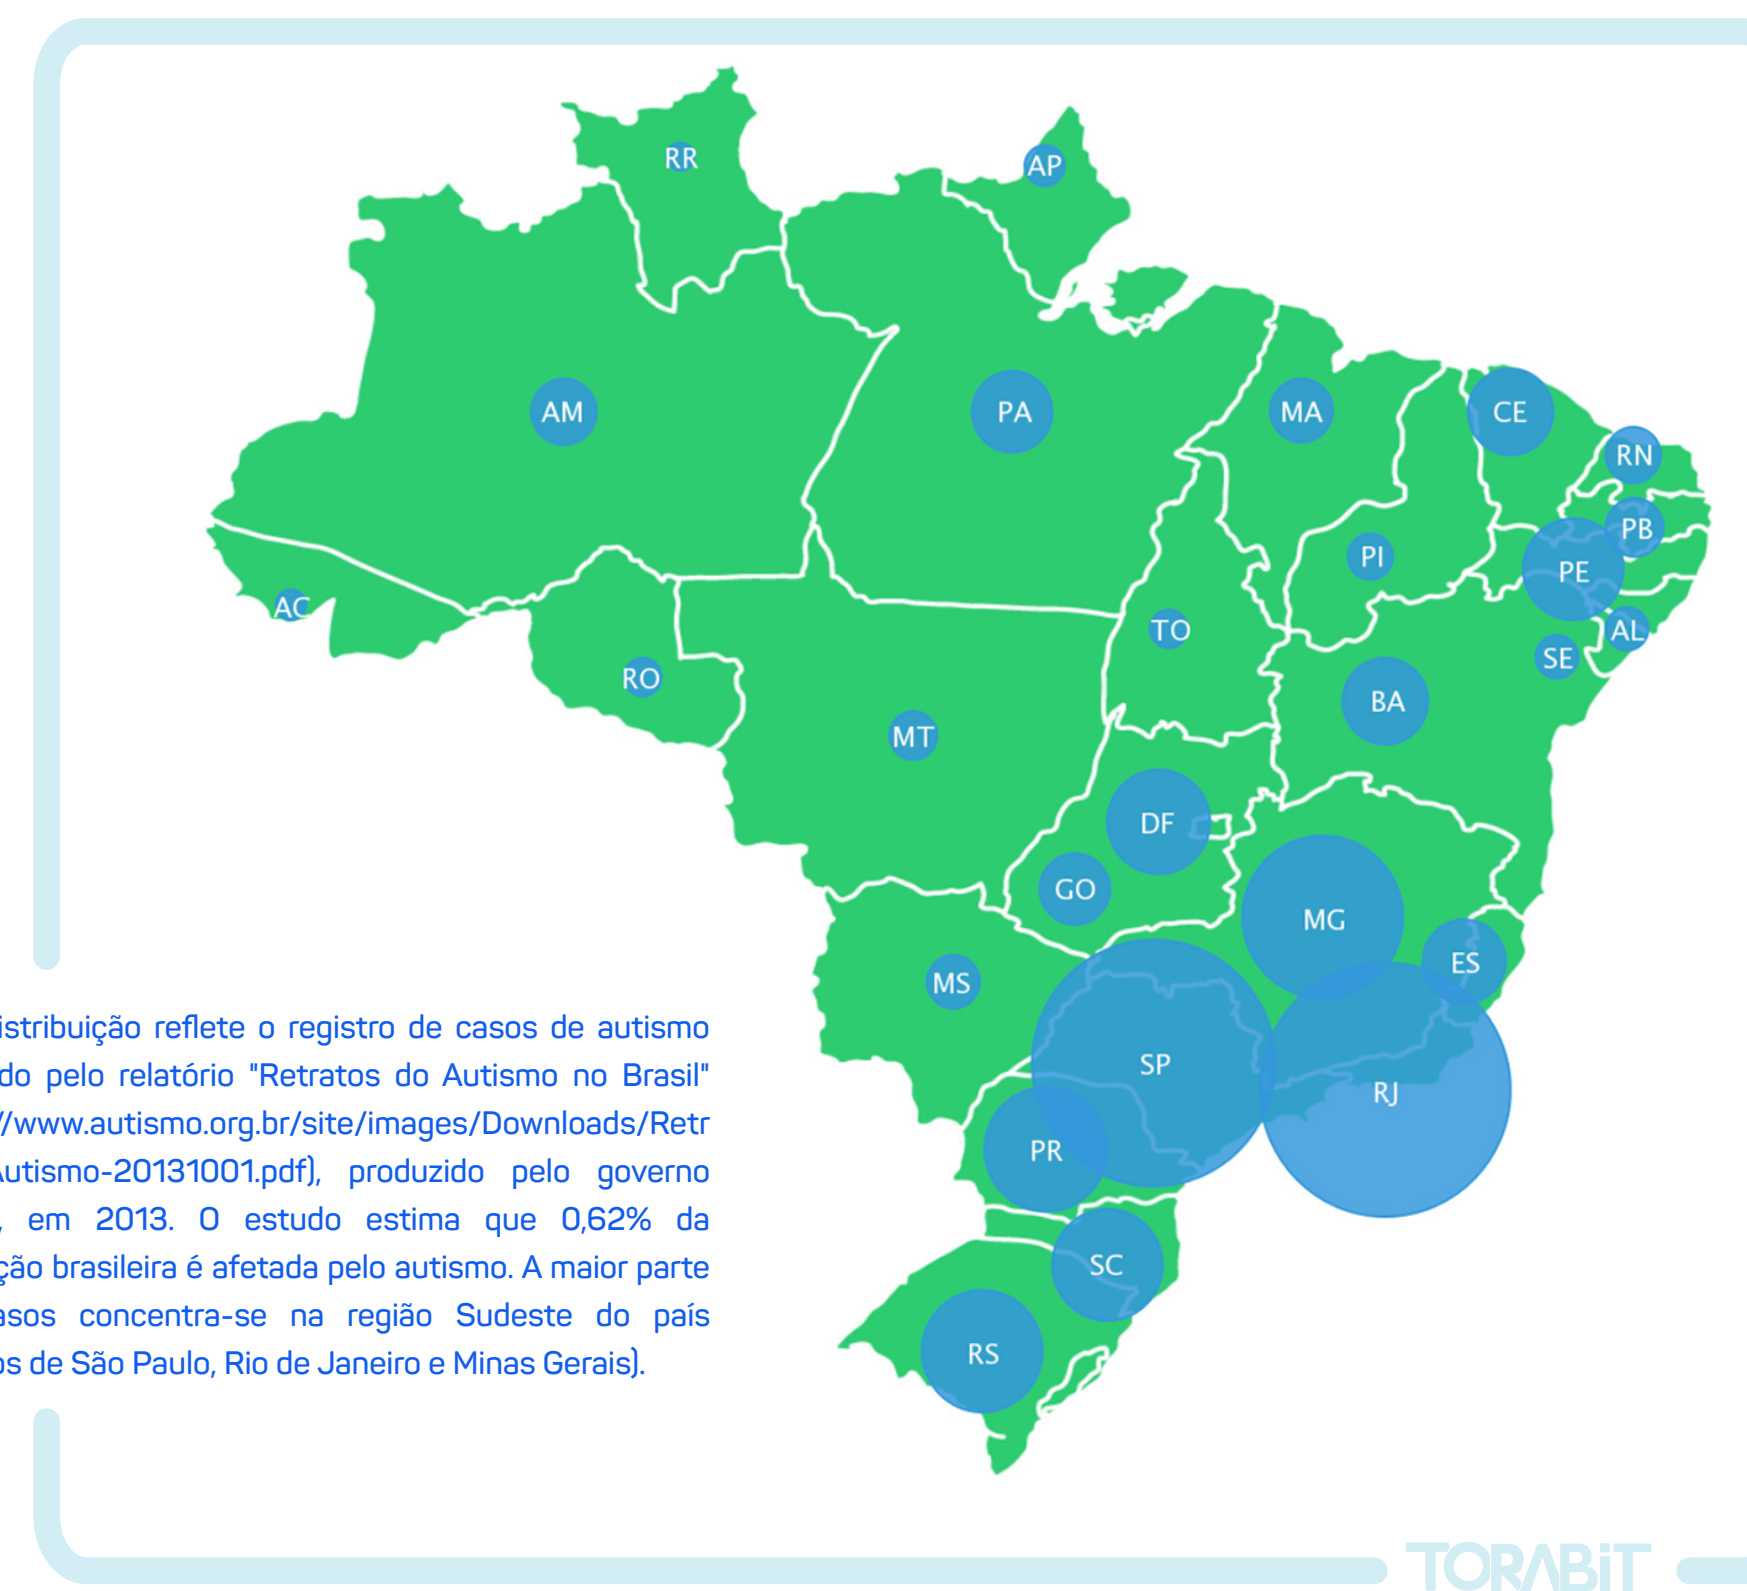 RR
AP
AM
PA
MA
CE
RN
PB
PI
PE
AC
TO
AL
SE
RO
BA
MT
DF
GO
MG
ES
MS
istribuição reflete o registro de casos de autismo
do pelo relatório "Retratos do Autismo no Brasil"
//www.autismo.org.br/site/images/Downloads/Retr
Autismo-20131001.pdf), produzido pelo governo
, em 2013. O estudo estima que 0,62% da
ção brasileira é afetada pelo autismo. A maior parte
asos concentra-se na região Sudeste do país
os de São Paulo, Rio de Janeiro e Minas Gerais).
SP
RJ
PR
SC
RS
TORABiT